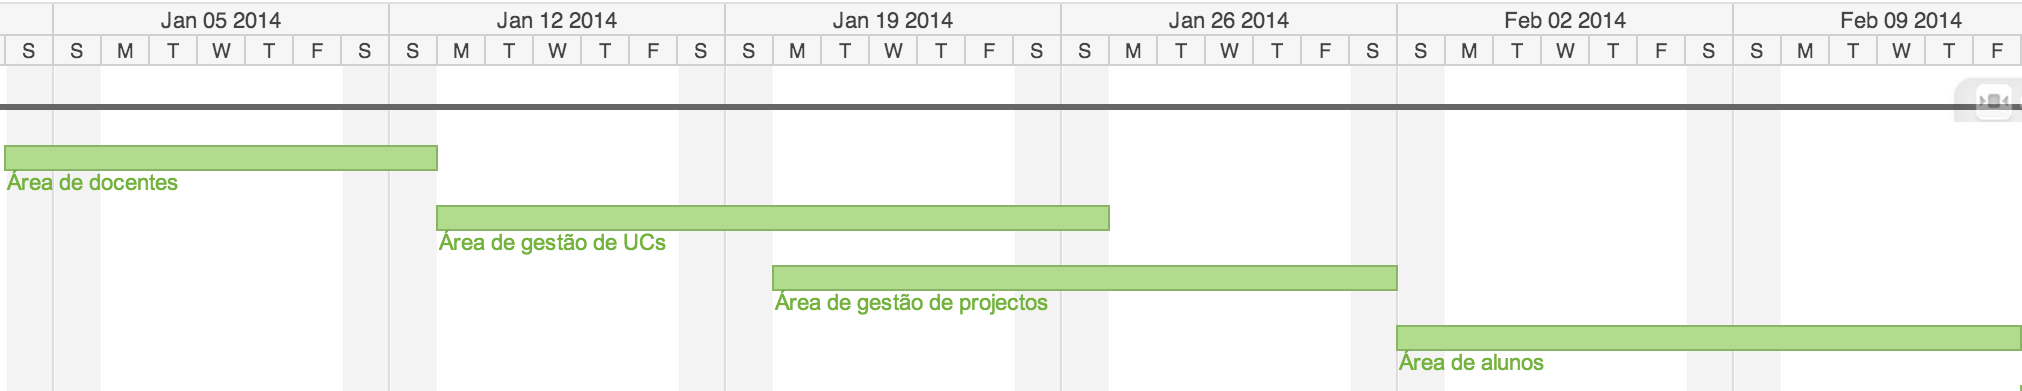 Jan 05 2014 Jan 12 2014 Jan 19 2014 Jan 26 2014 Feb 02 2014 Feb 09 2014
S S M T W T F S S M T W T F S S M T W T F S S M T W T F S S M T W T F S S M T W T F
Área de docentes
Área de gestão de UCs
Área de gestão de projectos
Área de alunos